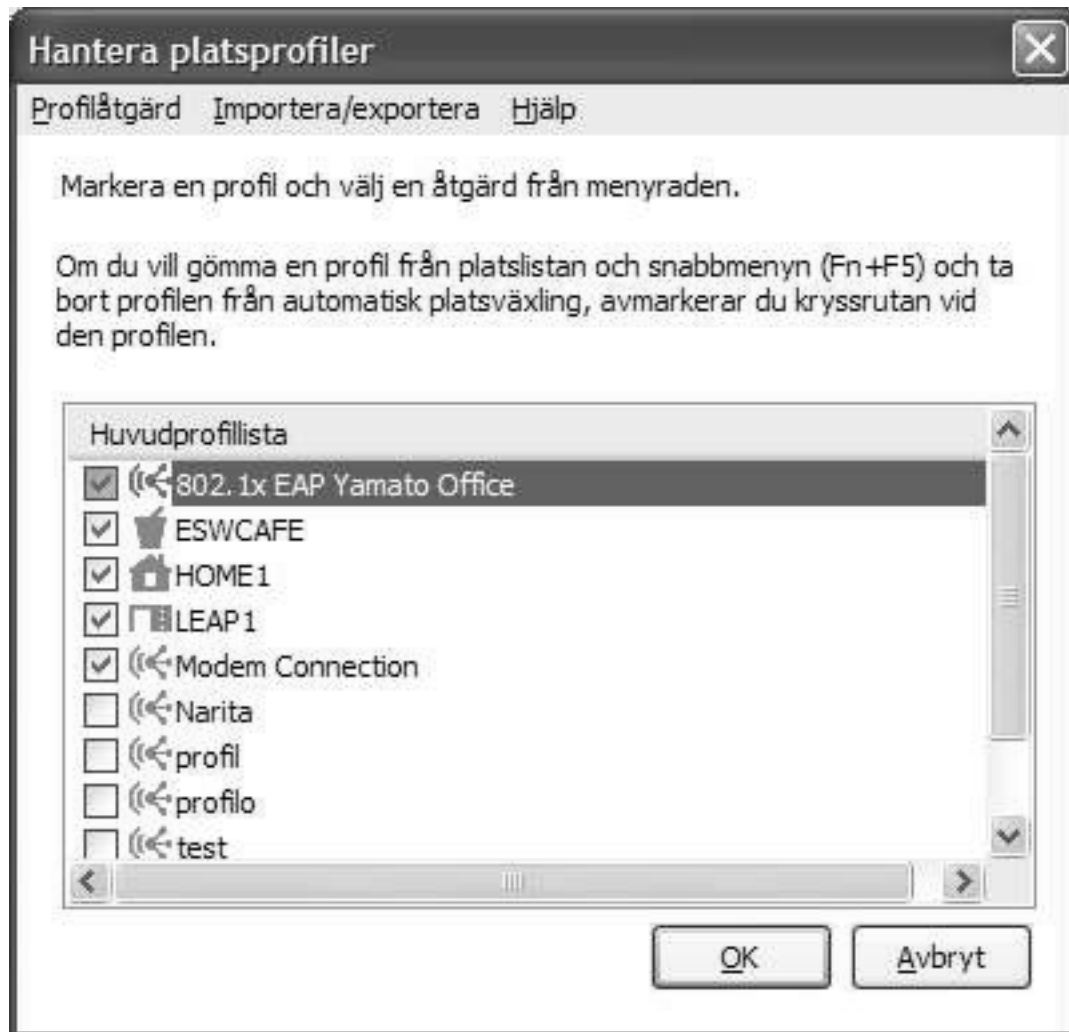 Hantera platsprofiler
Profilåtgärd Importera/exportera Hjälp
Markera en profil och välj en åtgärd från menyraden.
Om du vill gömma en profil från platslistan och snabbmenyn (Fn+F5) och ta
bort profilen från automatisk platsväxling, avmarkerar du kryssrutan vid
den profilen.
Huvudprofillista
802.1x EAP Yamato Office
ESWCAFE
HOME1
LEAP1
Modem Connection
Narita
profil
profilo
test
OK Avbryt